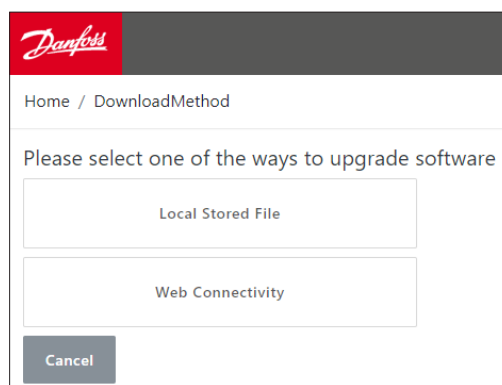 Danfoss
Home / DownloadMethod
Please select one of the ways to upgrade software
Local Stored File
Web Connectivity
Cancel